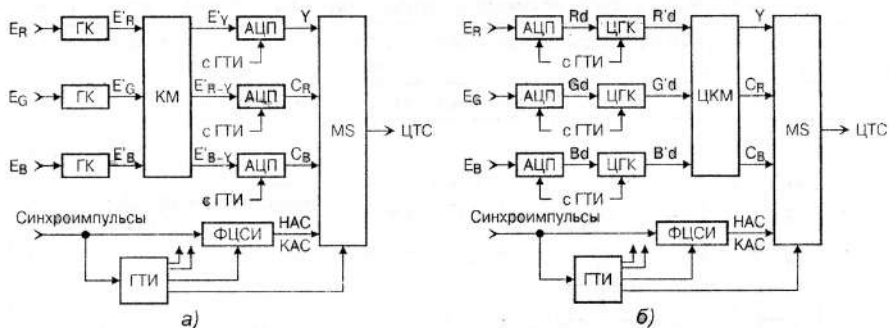 E_R ГК E'_R E'_Y АЦП Y
с ГТИ
E_G ГК E'_G КМ E'_R–Y АЦП C_R MS ЦТС
с ГТИ
E_B ГК E'_B E'_B–Y АЦП C_B
с ГТИ
Синхроимпульсы
ФЦСИ НАС
КАС
ГТИ
а)
E_R АЦП Rd ЦГК R'd Y
с ГТИ
E_G АЦП Gd ЦГК G'd ЦКМ C_R MS ЦТС
с ГТИ
E_B АЦП Bd ЦГК B'd C_B
с ГТИ
Синхроимпульсы
ФЦСИ НАС
КАС
ГТИ
б)